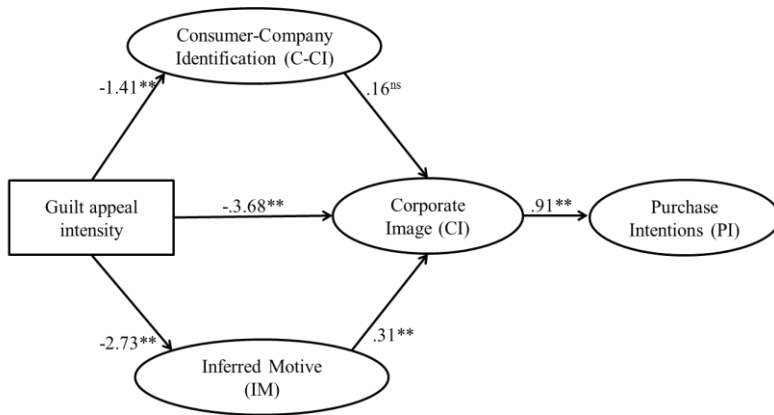 Consumer-Company
Identification (C-CI)
-1.41**
.16ns
Guilt appeal
intensity
-.3.68**
Corporate
Image (CI)
.91**
Purchase
Intentions (PI)
-2.73**
.31**
Inferred Motive
(IM)